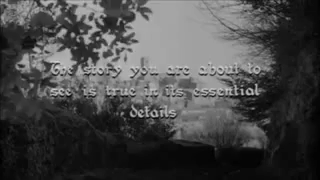 The story you are about to
see is true in its essential
details